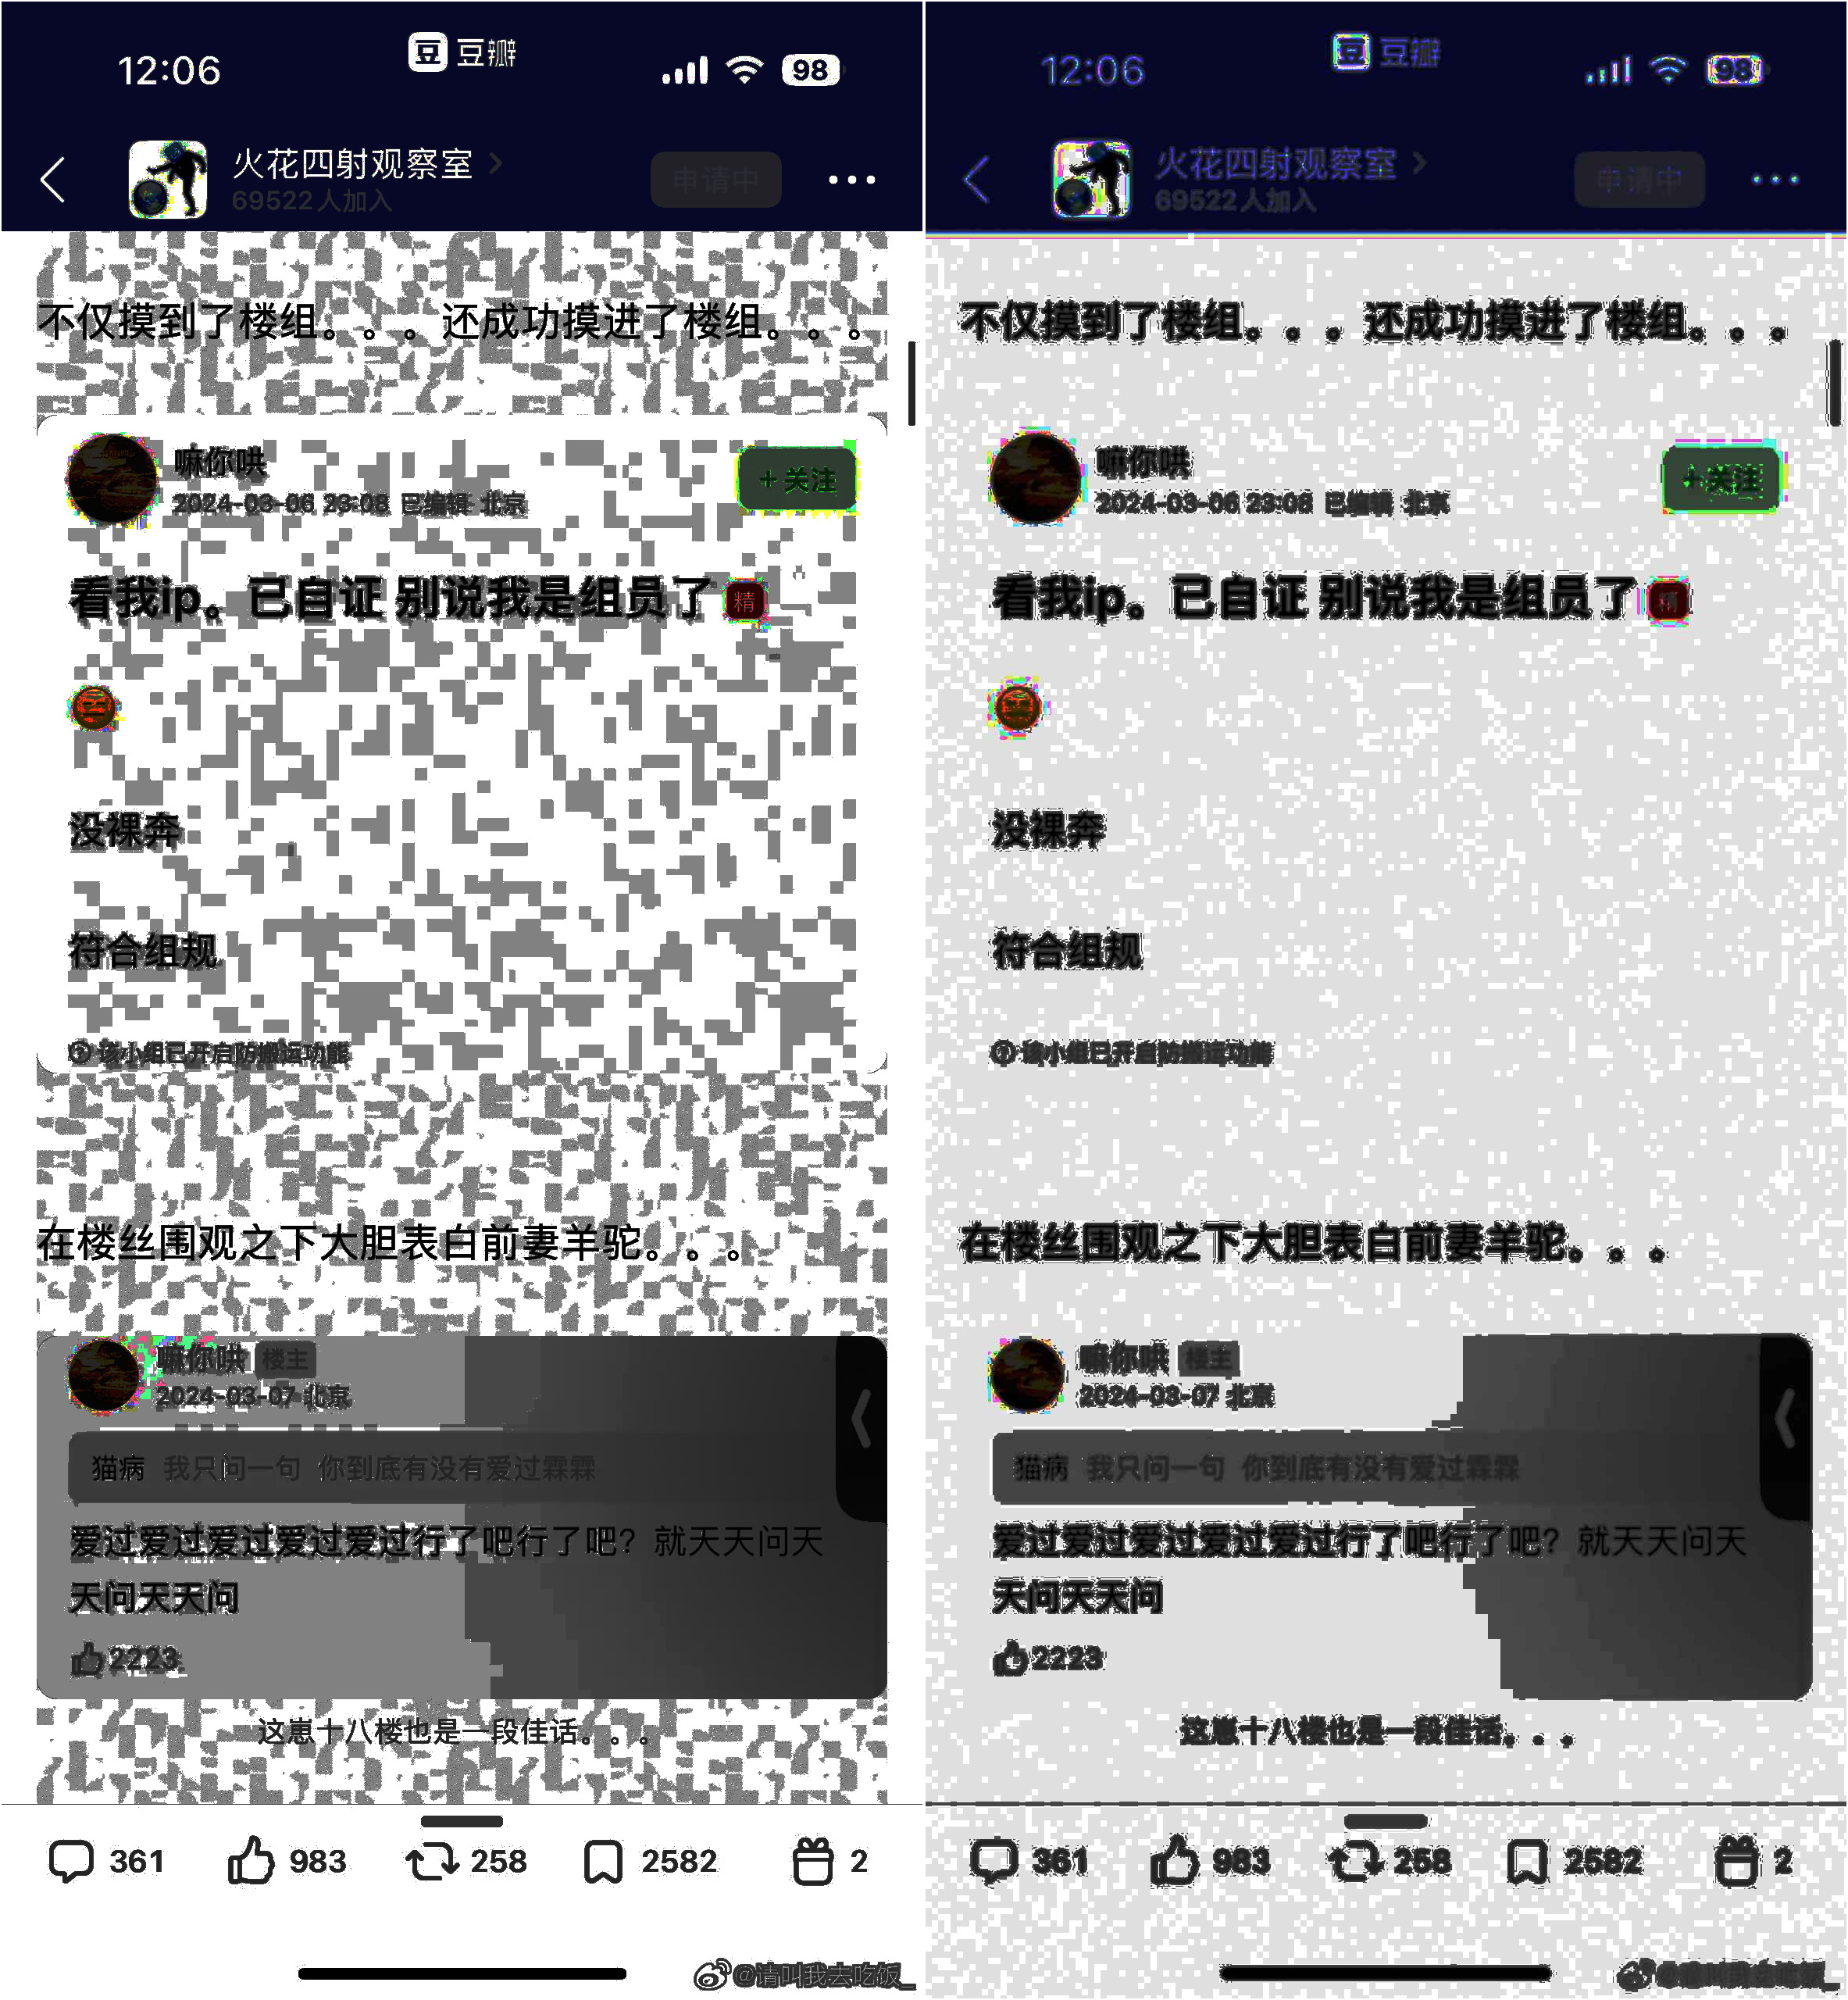 12:06
豆 豆瓣
98
火花四射观察室
69522人加入
申请中
不仅摸到了楼组。。。还成功摸进了楼组。。。
嘛你哄
2024-03-06 23:08 已编辑 北京
+关注
看我ip。已自证 别说我是组员了 精
没裸奔
符合组规
该小组已开启防搬运功能
在楼丝围观之下大胆表白前妻羊驼。。。
嘛你哄 楼主
2024-03-07 北京
猫病 我只问一句 你到底有没有爱过霖霖
爱过爱过爱过爱过爱过行了吧行了吧？就天天问天
天问天天问
2223
这崽十八楼也是一段佳话。。。
361 983 258 2582 2
@请叫我去吃饭_
12:06
豆 豆瓣
98
火花四射观察室
69522人加入
申请中
不仅摸到了楼组。。。还成功摸进了楼组。。。
嘛你哄
2024-03-06 23:08 已编辑 北京
+关注
看我ip。已自证 别说我是组员了 精
没裸奔
符合组规
该小组已开启防搬运功能
在楼丝围观之下大胆表白前妻羊驼。。。
嘛你哄 楼主
2024-03-07 北京
猫病 我只问一句 你到底有没有爱过霖霖
爱过爱过爱过爱过爱过行了吧行了吧？就天天问天
天问天天问
2223
这崽十八楼也是一段佳话。。。
361 983 258 2582 2